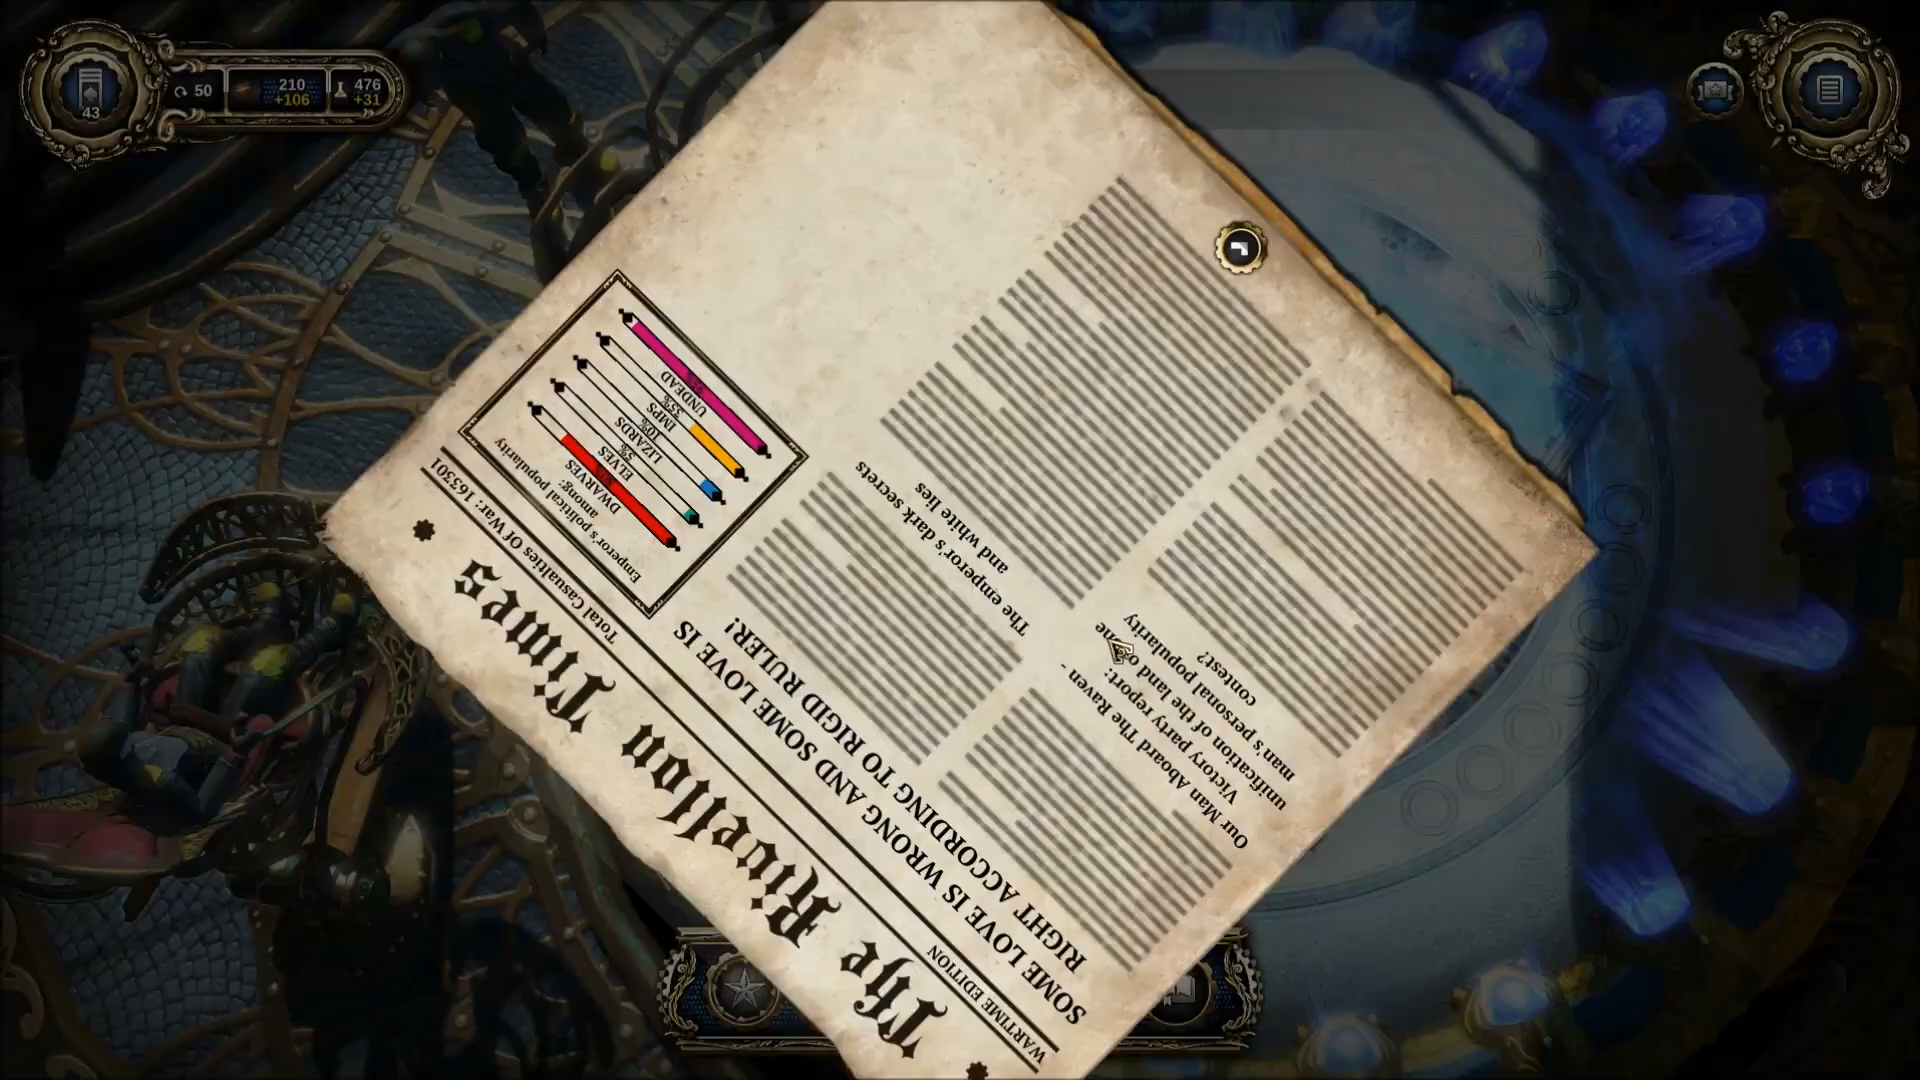 43
50
210
+106
476
+31
The Rivellon Times
WARTIME EDITION
Total Casualties Of War: 163301
SOME LOVE IS WRONG AND SOME LOVE IS
RIGHT ACCORDING TO RIGID RULER!
Emperor's political popularity
among:
DWARVES
ELVES
5%
LIZARDS
10%
IMPS
35%
UNDEAD
The emperor's dark secrets
and white lies
Our Man Aboard The Raven -
Victory party report:
unification of the land
man's personal popularity
contest?